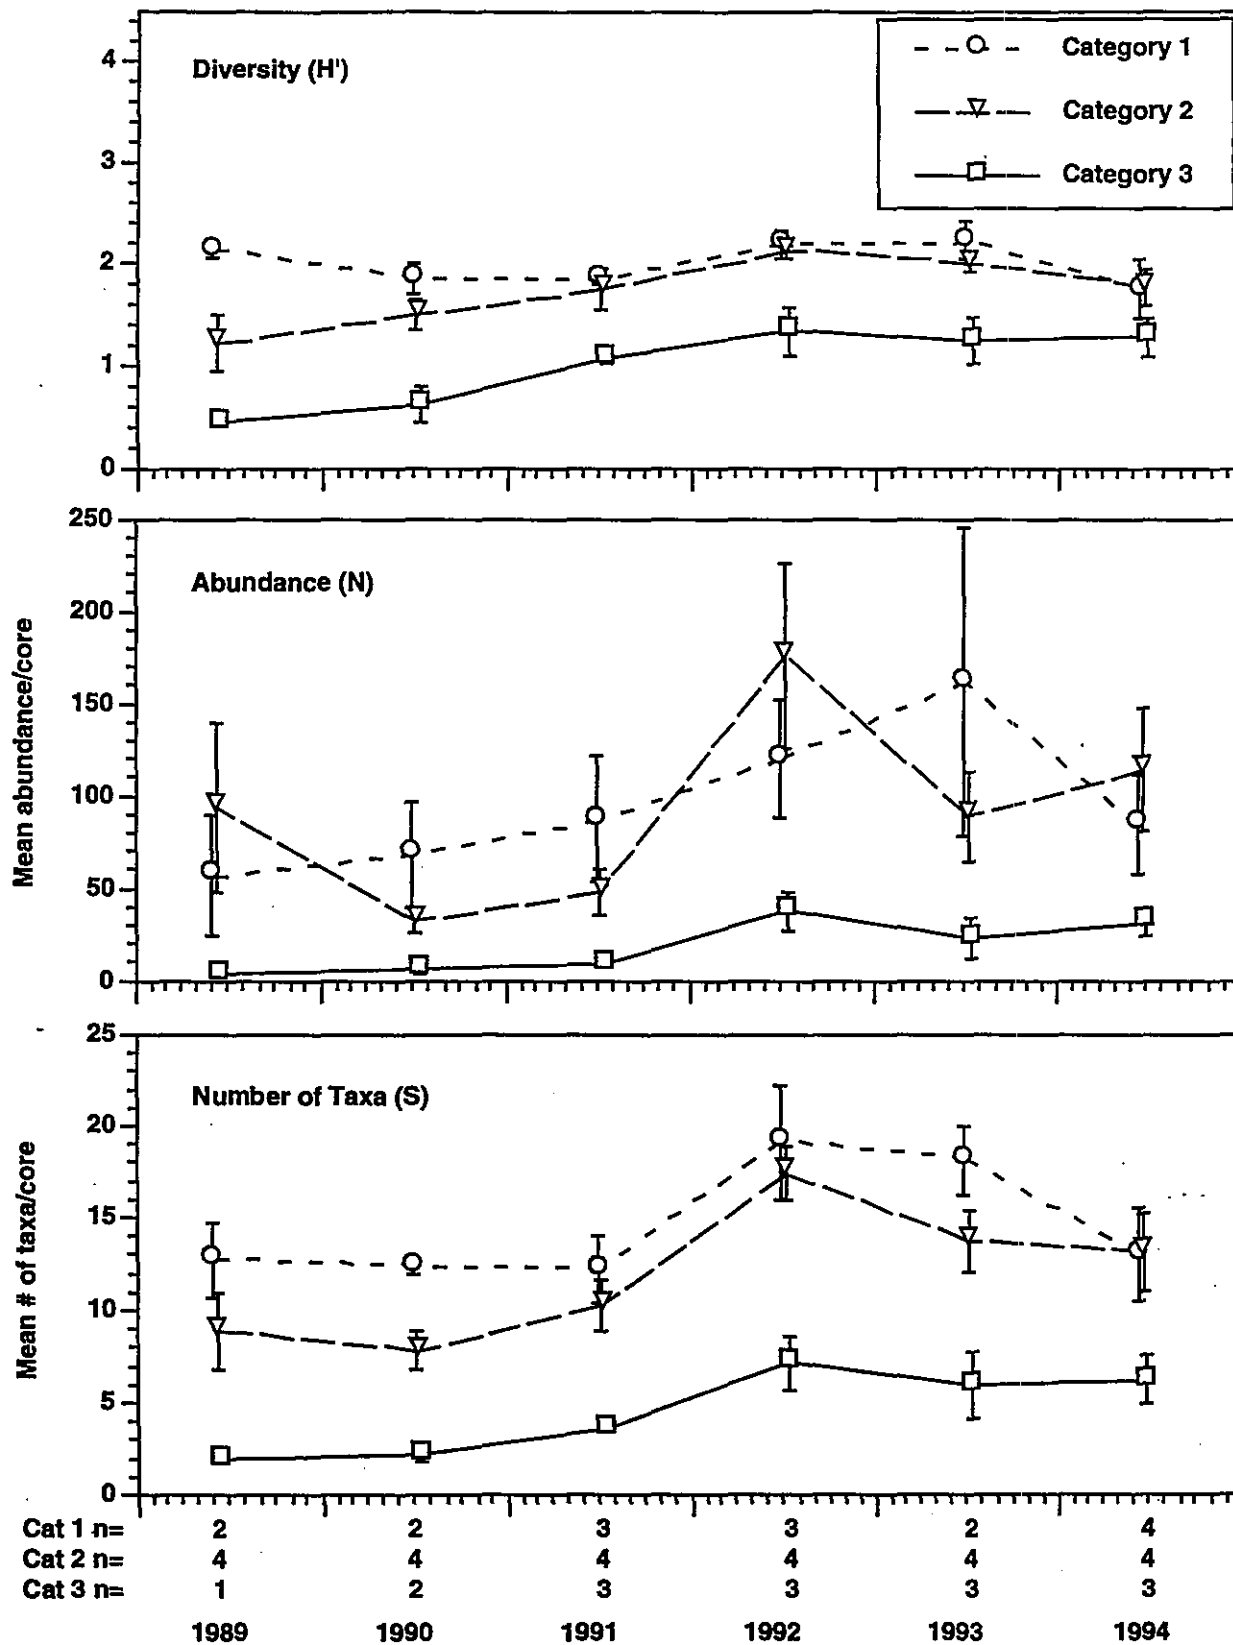 Diversity (H')
Category 1
Category 2
Category 3
4
3
2
1
0
Abundance (N)
Mean abundance/core
250
200
150
100
50
0
Number of Taxa (S)
Mean # of taxa/core
25
20
15
10
5
0
Cat 1 n= 2 2 3 3 2 4
Cat 2 n= 4 4 4 4 4 4
Cat 3 n= 1 2 3 3 3 3
1989 1990 1991 1992 1993 1994